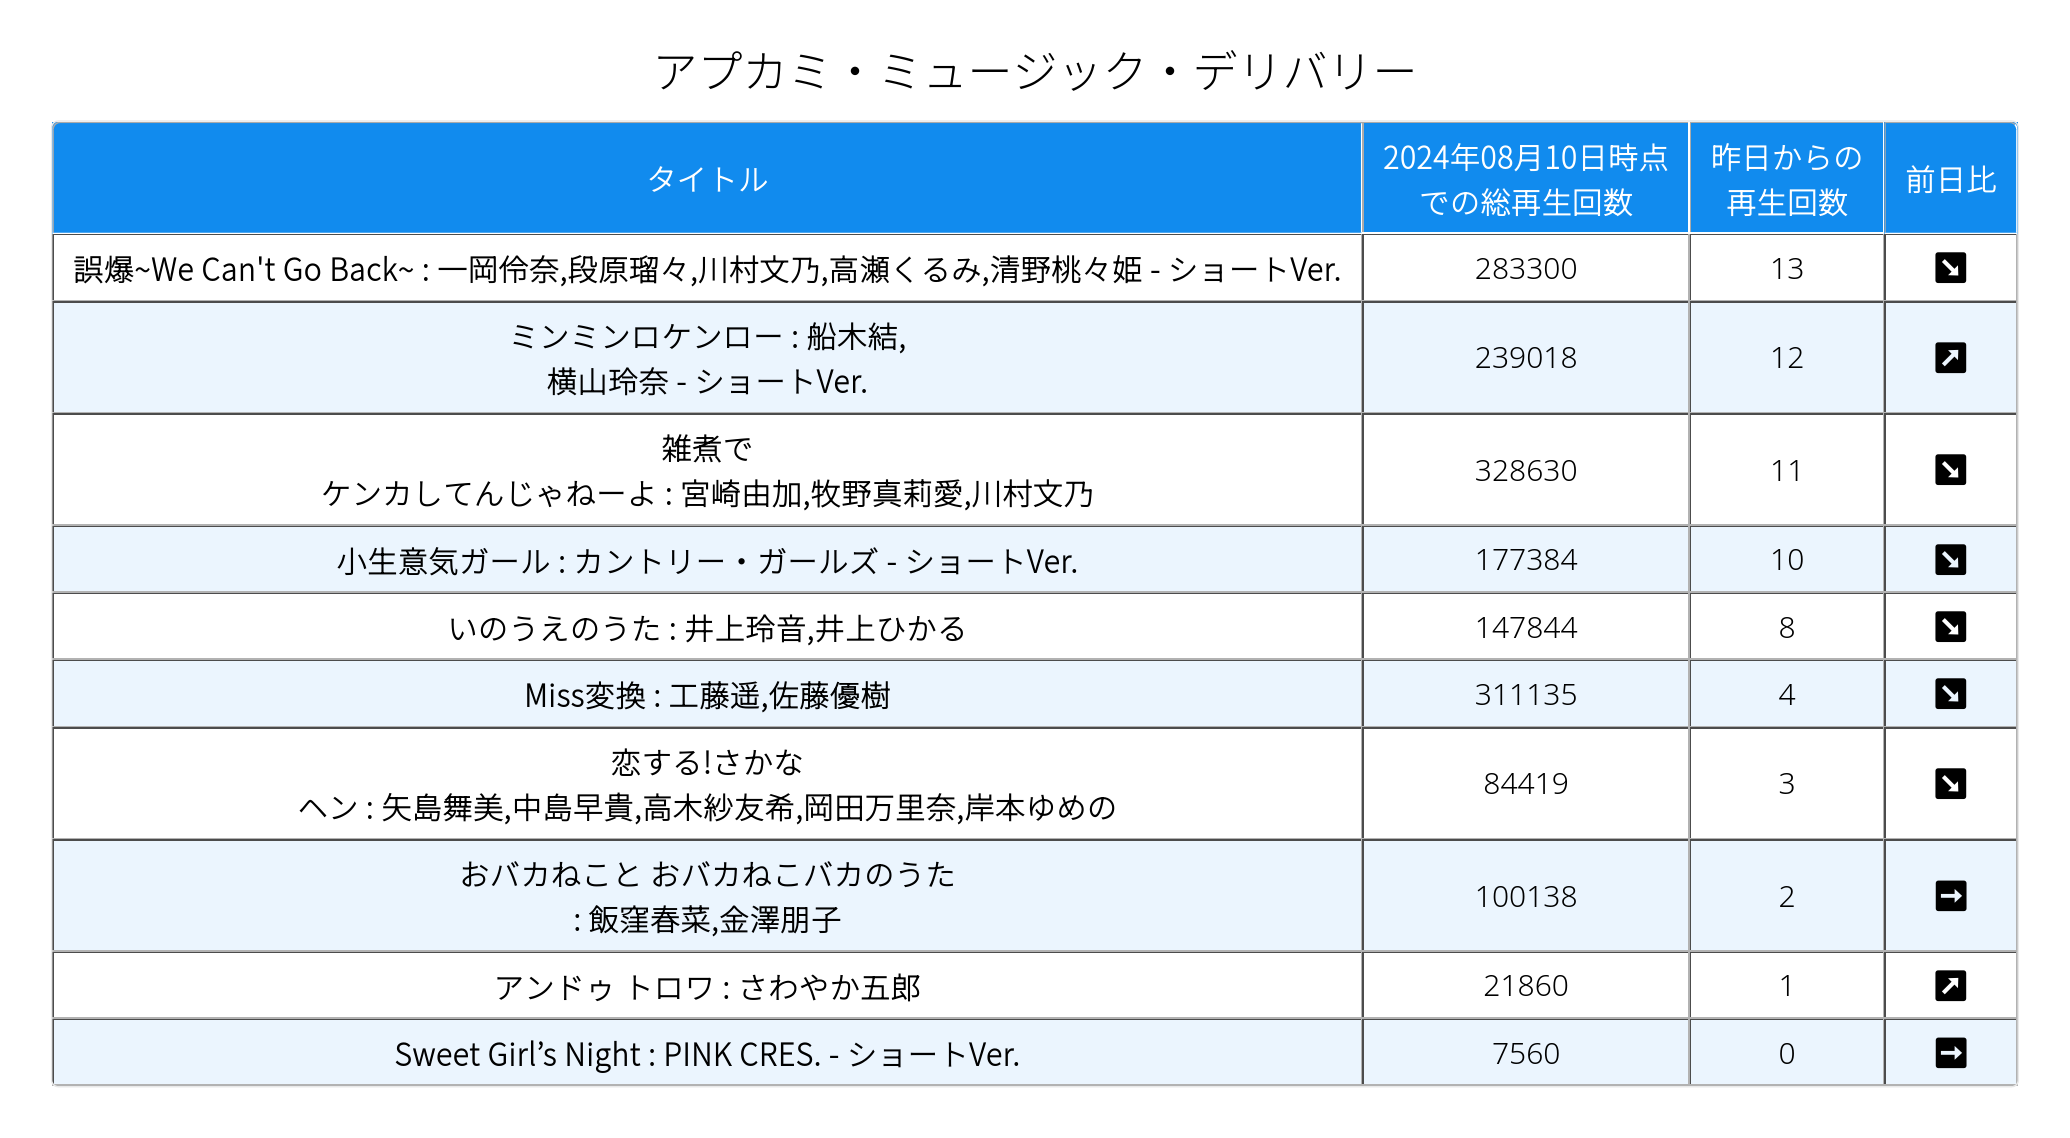 アプカミ・ミュージック・デリバリー
タイトル
2024年08月10日時点
での総再生回数
昨日からの
再生回数
前日比
誤爆~We Can't Go Back~ : 一岡伶奈,段原瑠々,川村文乃,高瀬くるみ,清野桃々姫 - ショートVer.
283300
13
ミンミンロケンロー : 船木結,
横山玲奈 - ショートVer.
239018
12
雑煮で
ケンカしてんじゃねーよ : 宮崎由加,牧野真莉愛,川村文乃
328630
11
小生意気ガール : カントリー・ガールズ - ショートVer.
177384
10
いのうえのうた : 井上玲音,井上ひかる
147844
8
Miss変換 : 工藤遥,佐藤優樹
311135
4
恋する!さかな
ヘン : 矢島舞美,中島早貴,高木紗友希,岡田万里奈,岸本ゆめの
84419
3
おバカねこと おバカねこバカのうた
: 飯窪春菜,金澤朋子
100138
2
アンドゥ トロワ : さわやか五郎
21860
1
Sweet Girl’s Night : PINK CRES. - ショートVer.
7560
0